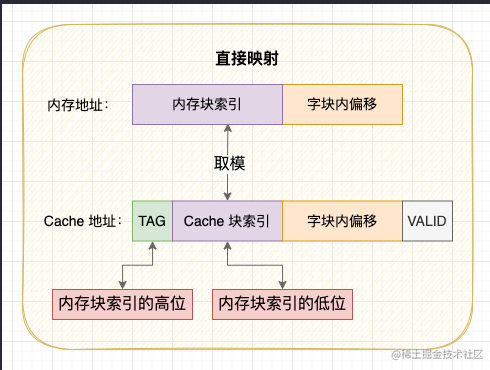 直接映射
内存地址：
内存块索引
字块内偏移
取模
Cache 地址：
TAG
Cache 块索引
字块内偏移
VALID
内存块索引的高位
内存块索引的低位
@稀土掘金技术社区